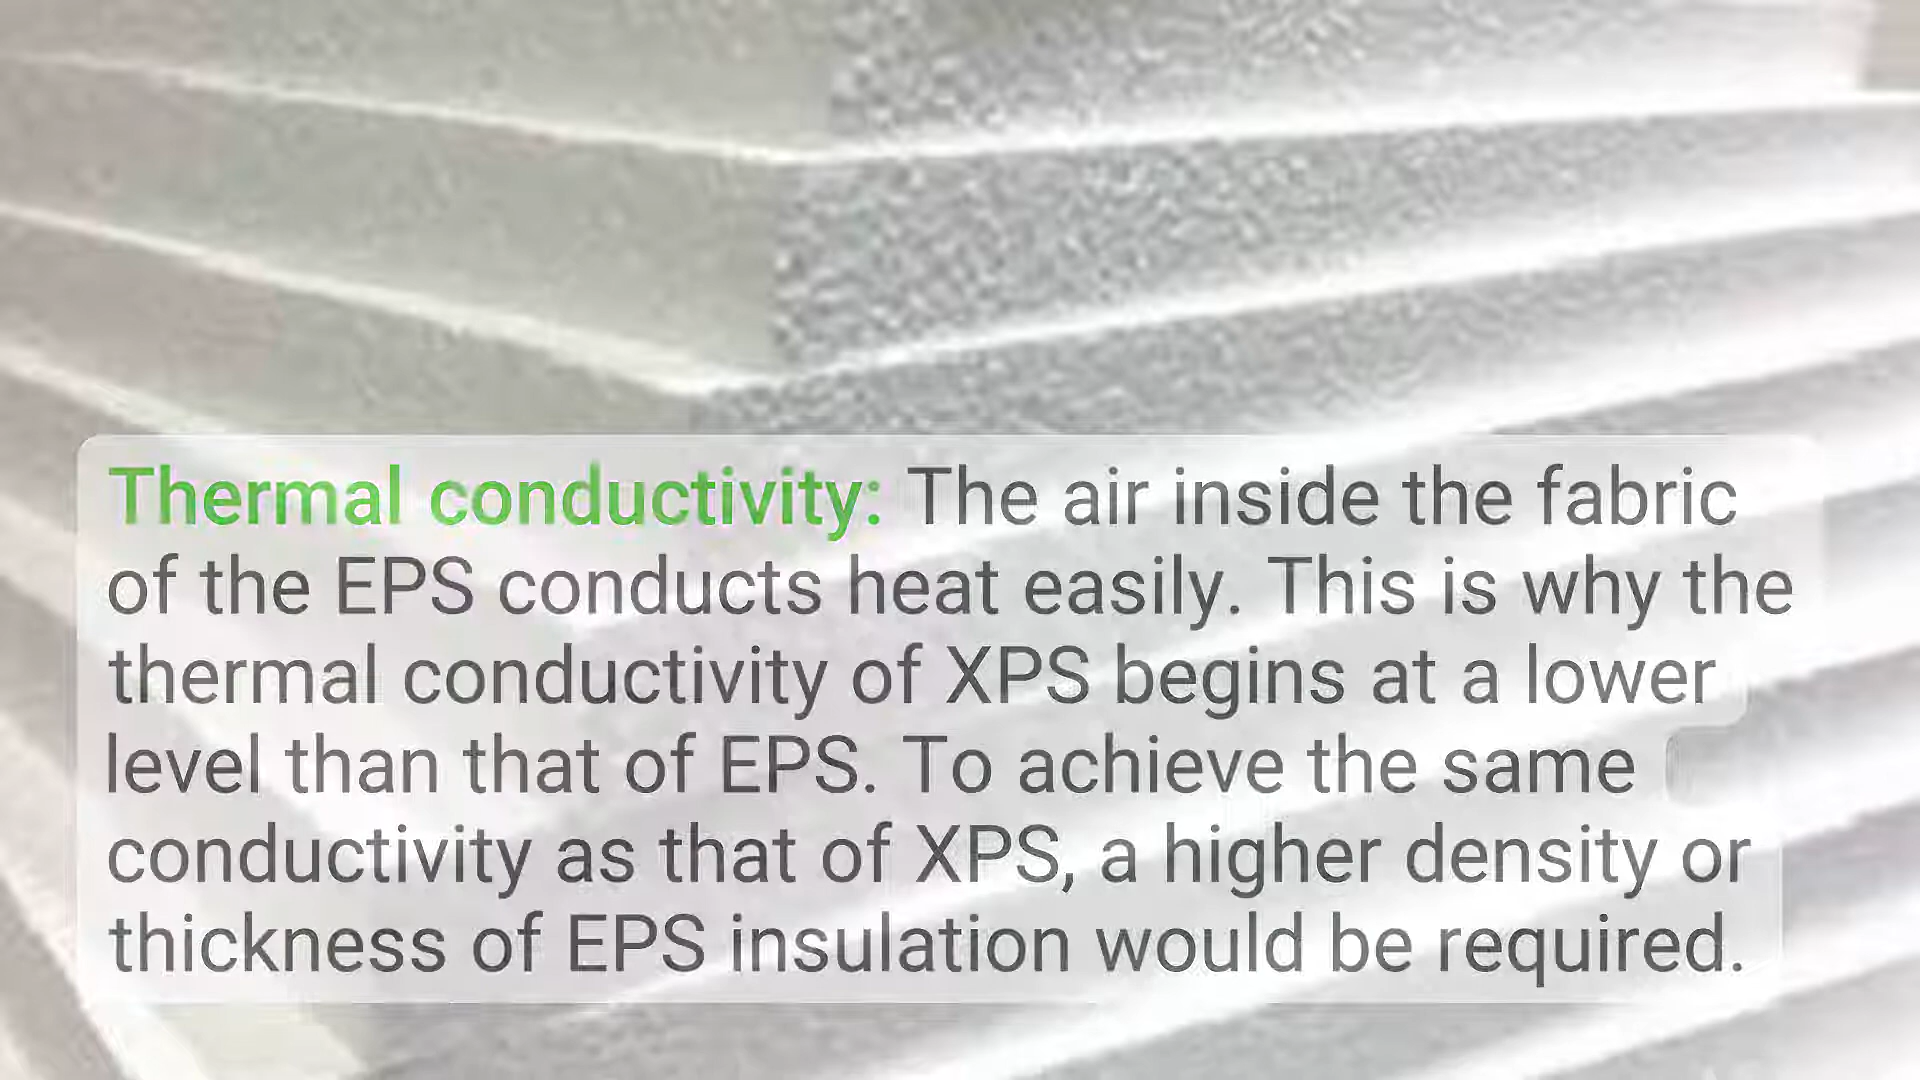 Thermal conductivity: The air inside the fabric
of the EPS conducts heat easily. This is why the
thermal conductivity of XPS begins at a lower
level than that of EPS. To achieve the same
conductivity as that of XPS, a higher density or
thickness of EPS insulation would be required.